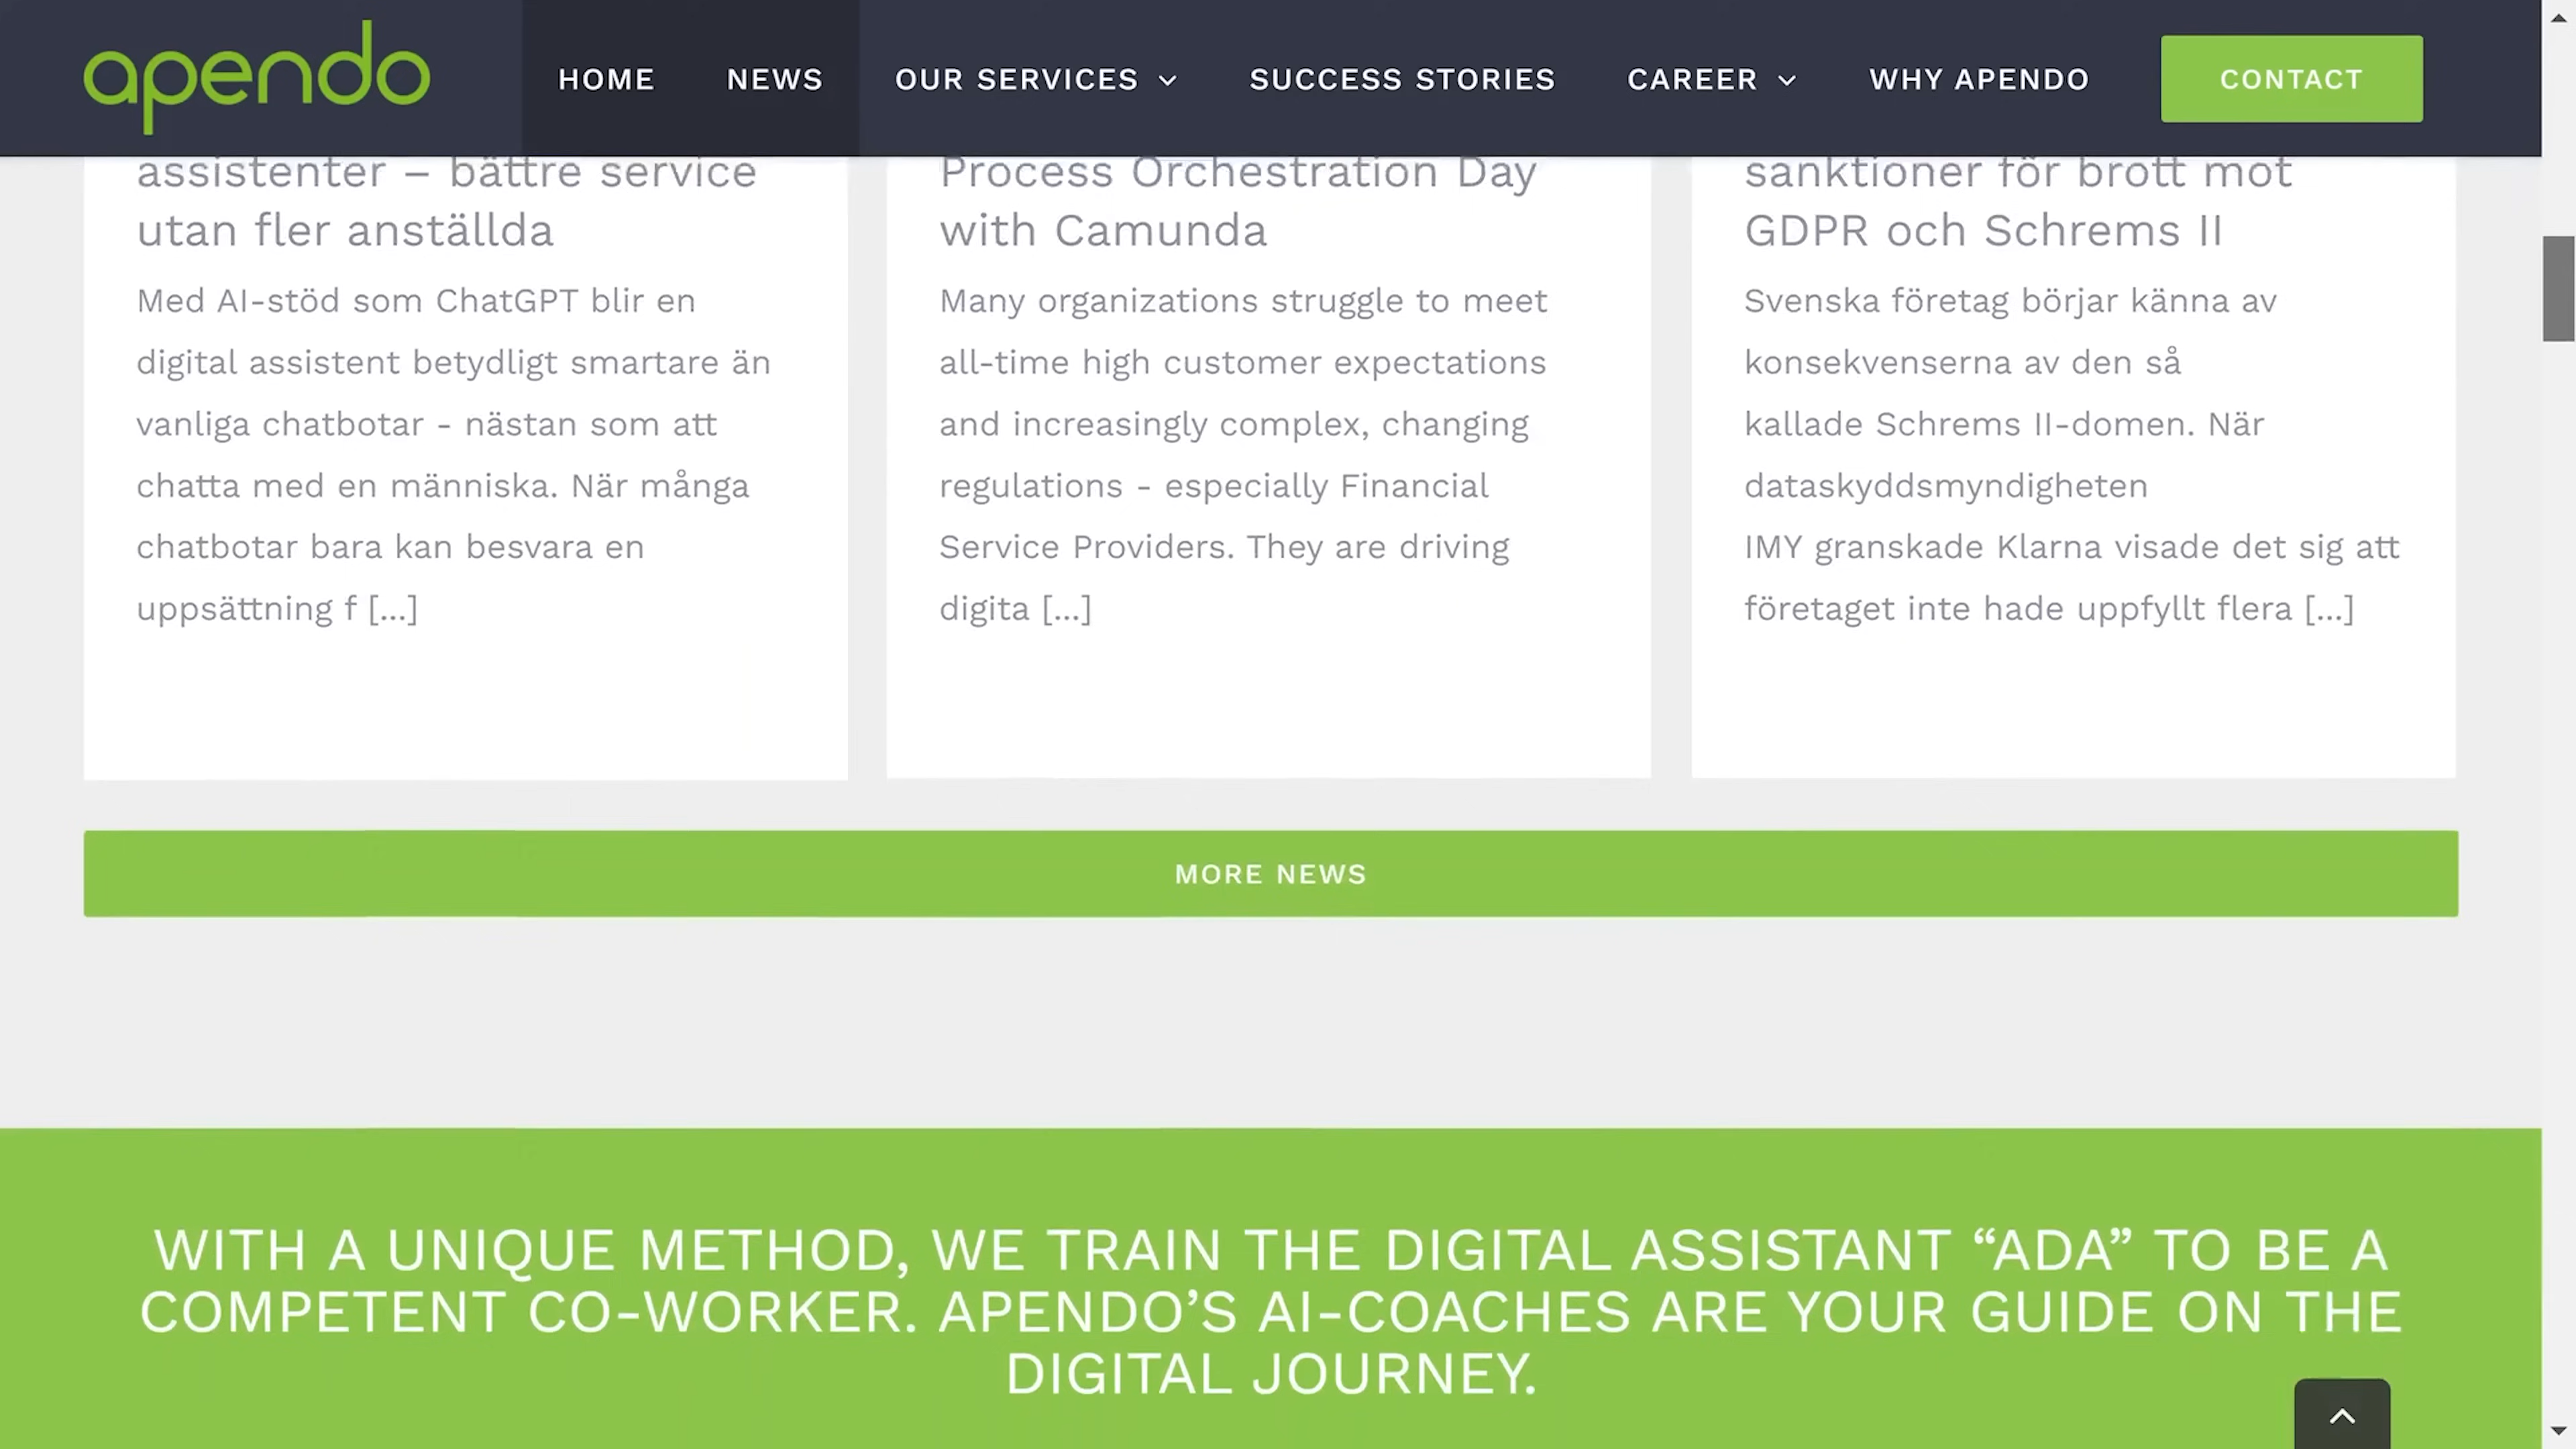 apendo
HOME
NEWS
OUR SERVICES
SUCCESS STORIES
CAREER
WHY APENDO
CONTACT
assistenter – bättre service
utan fler anställda
Med AI-stöd som ChatGPT blir en
digital assistent betydligt smartare än
vanliga chatbotar - nästan som att
chatta med en människa. När många
chatbotar bara kan besvara en
uppsättning f [...]
Process Orchestration Day
with Camunda
Many organizations struggle to meet
all-time high customer expectations
and increasingly complex, changing
regulations - especially Financial
Service Providers. They are driving
digita [...]
sanktioner för brott mot
GDPR och Schrems II
Svenska företag börjar känna av
konsekvenserna av den så
kallade Schrems II-domen. När
dataskyddsmyndigheten
IMY granskade Klarna visade det sig att
företaget inte hade uppfyllt flera [...]
MORE NEWS
WITH A UNIQUE METHOD, WE TRAIN THE DIGITAL ASSISTANT “ADA” TO BE A
COMPETENT CO-WORKER. APENDO’S AI-COACHES ARE YOUR GUIDE ON THE
DIGITAL JOURNEY.